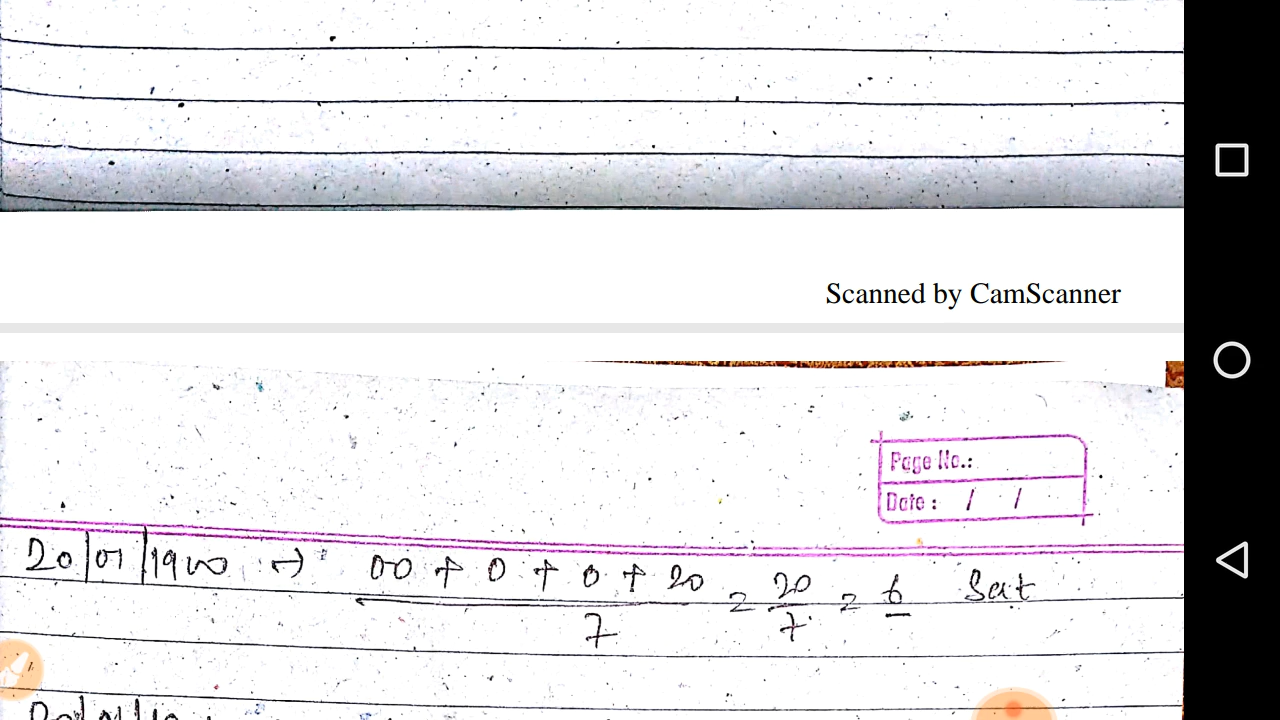 Scanned by CamScanner
Page No.:
Date: / /
20/01/1900 → 00 + 0 + 0 + 20 / 7 = 20/7 = 6 Sat